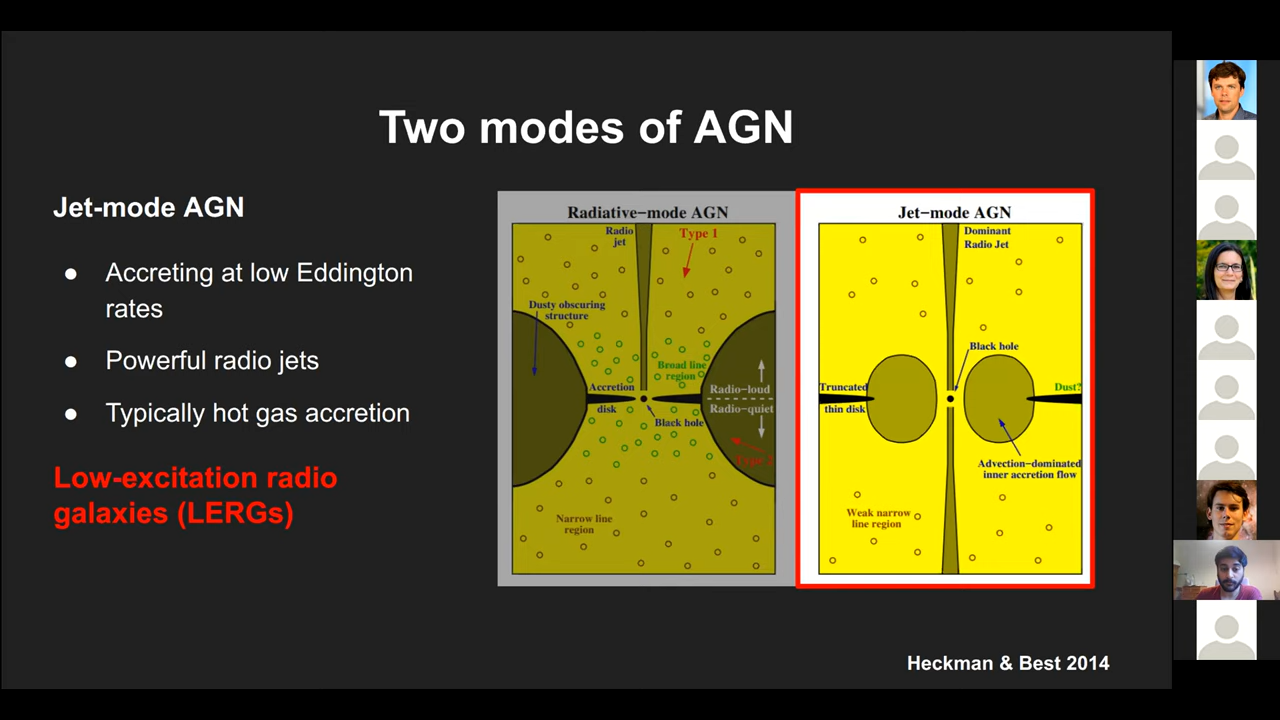 Two modes of AGN
Jet-mode AGN
● Accreting at low Eddington
rates
● Powerful radio jets
● Typically hot gas accretion
Low-excitation radio
galaxies (LERGs)
Radiative-mode AGN
Radio
jet
Type 1
Dusty obscuring
structure
Broad line
region
Accretion
disk
Black hole
Radio-loud
Radio-quiet
Type 2
Narrow line
region
Jet-mode AGN
Dominant
Radio Jet
Black hole
Truncated
thin disk
Dust?
Advection-dominated
inner accretion flow
Weak narrow
line region
Heckman & Best 2014